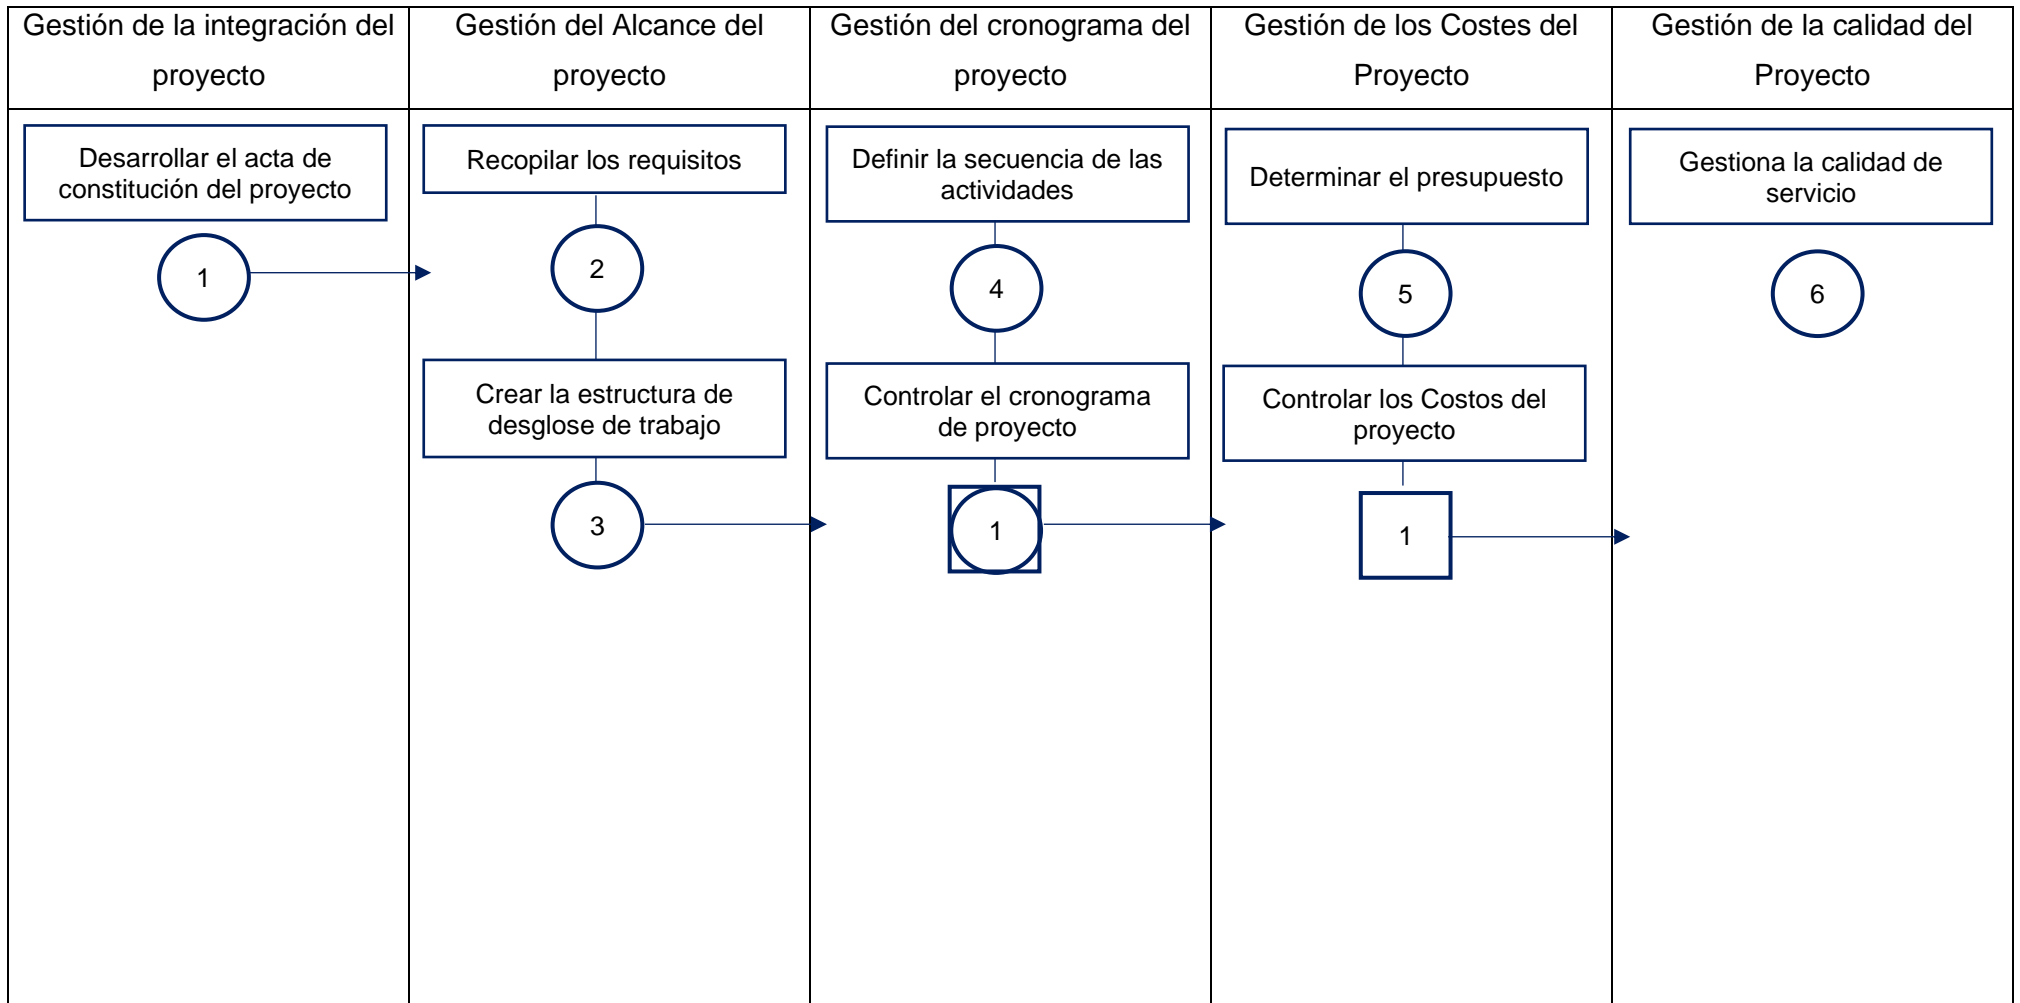 Gestión de la integración del
proyecto
Gestión del Alcance del
proyecto
Gestión del cronograma del
proyecto
Gestión de los Costes del
Proyecto
Gestión de la calidad del
Proyecto
Desarrollar el acta de
constitución del proyecto
1
Recopilar los requisitos
2
Crear la estructura de
desglose de trabajo
3
Definir la secuencia de las
actividades
4
Controlar el cronograma
de proyecto
1
Determinar el presupuesto
5
Controlar los Costos del
proyecto
1
Gestiona la calidad de
servicio
6